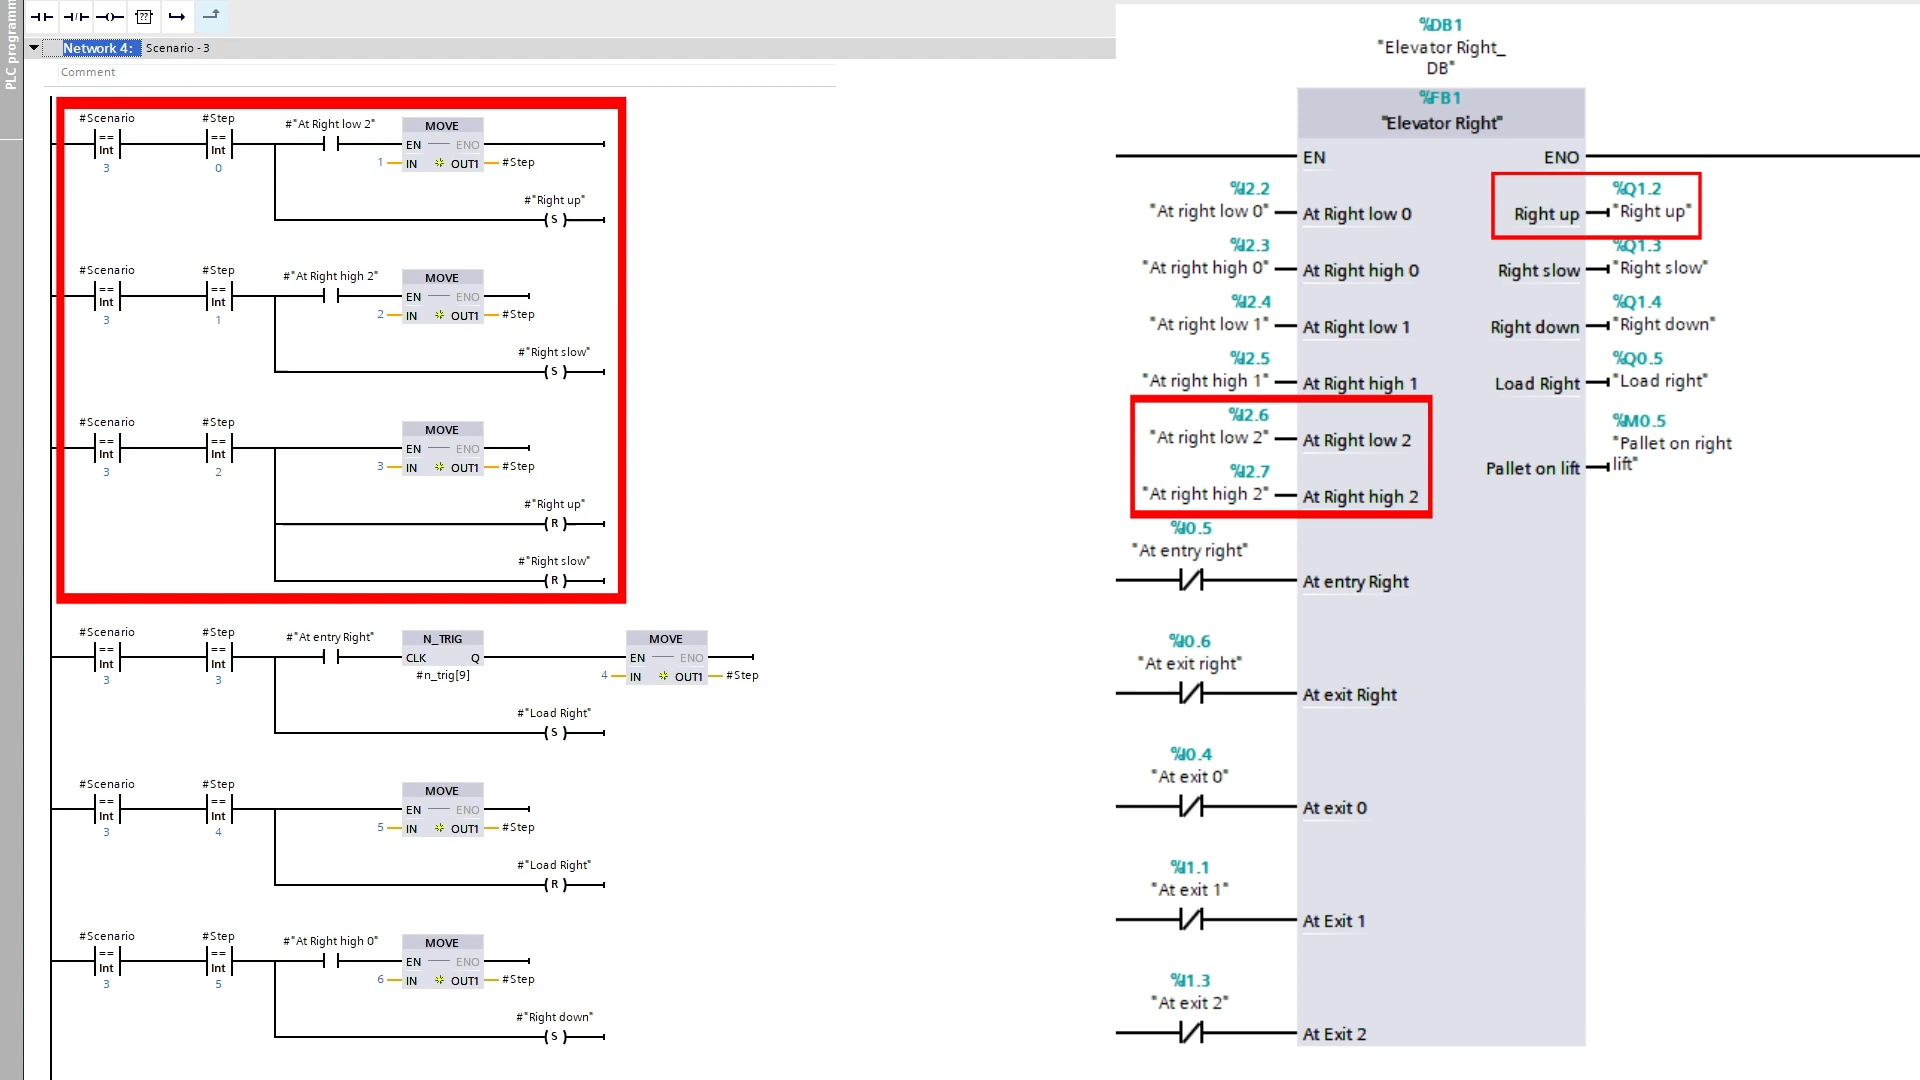 PLC programm
Network 4: Scenario - 3
Comment
#Scenario #Step #"At Right low 2" MOVE
== == EN ENO
Int Int 1 IN OUT1 #Step
3 0
#"Right up"
( S )
#Scenario #Step #"At Right high 2" MOVE
== == EN ENO
Int Int 2 IN OUT1 #Step
3 1
#"Right slow"
( S )
#Scenario #Step MOVE
== == EN ENO
Int Int 3 IN OUT1 #Step
3 2
#"Right up"
( R )
#"Right slow"
( R )
#Scenario #Step #"At entry Right" N_TRIG MOVE
== == CLK Q EN ENO
Int Int #n_trig[9] 4 IN OUT1 #Step
3 3
#"Load Right"
( S )
#Scenario #Step MOVE
== == EN ENO
Int Int 5 IN OUT1 #Step
3 4
#"Load Right"
( R )
#Scenario #Step #"At Right high 0" MOVE
== == EN ENO
Int Int 6 IN OUT1 #Step
3 5
#"Right down"
( S )
%DB1
"Elevator Right_
DB"
%FB1
"Elevator Right"
EN ENO
%I2.2 %Q1.2
"At right low 0" At Right low 0 Right up "Right up"
%I2.3 %Q1.3
"At right high 0" At Right high 0 Right slow "Right slow"
%I2.4 %Q1.4
"At right low 1" At Right low 1 Right down "Right down"
%I2.5 %Q0.5
"At right high 1" At Right high 1 Load Right "Load right"
%I2.6 %M0.5
"At right low 2" At Right low 2 "Pallet on right
%I2.7 Pallet on lift lift"
"At right high 2" At Right high 2
%I0.5
"At entry right"
At entry Right
%I0.6
"At exit right"
At exit Right
%I0.4
"At exit 0"
At exit 0
%I1.1
"At exit 1"
At Exit 1
%I1.3
"At exit 2"
At Exit 2